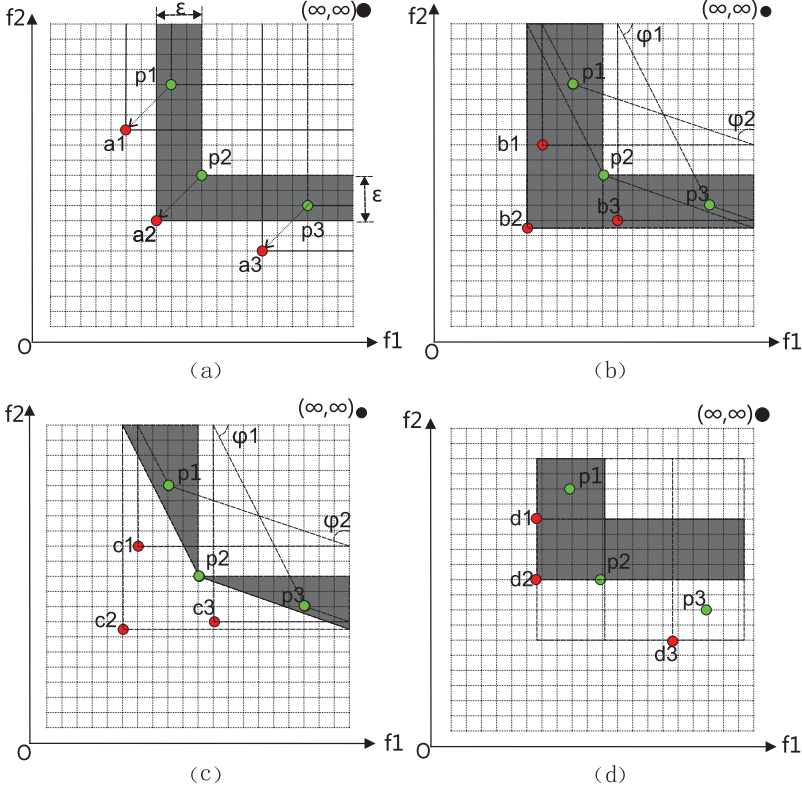 f2
ε
(∞,∞)
p1
a1
p2
ε
a2
p3
a3
O
f1
(a)
f2
(∞,∞)
φ1
p1
φ2
b1
p2
p3
b3
b2
O
f1
(b)
f2
(∞,∞)
φ1
p1
φ2
c1
p2
p3
c3
c2
O
f1
(c)
f2
(∞,∞)
p1
d1
p2
d2
p3
d3
O
f1
(d)